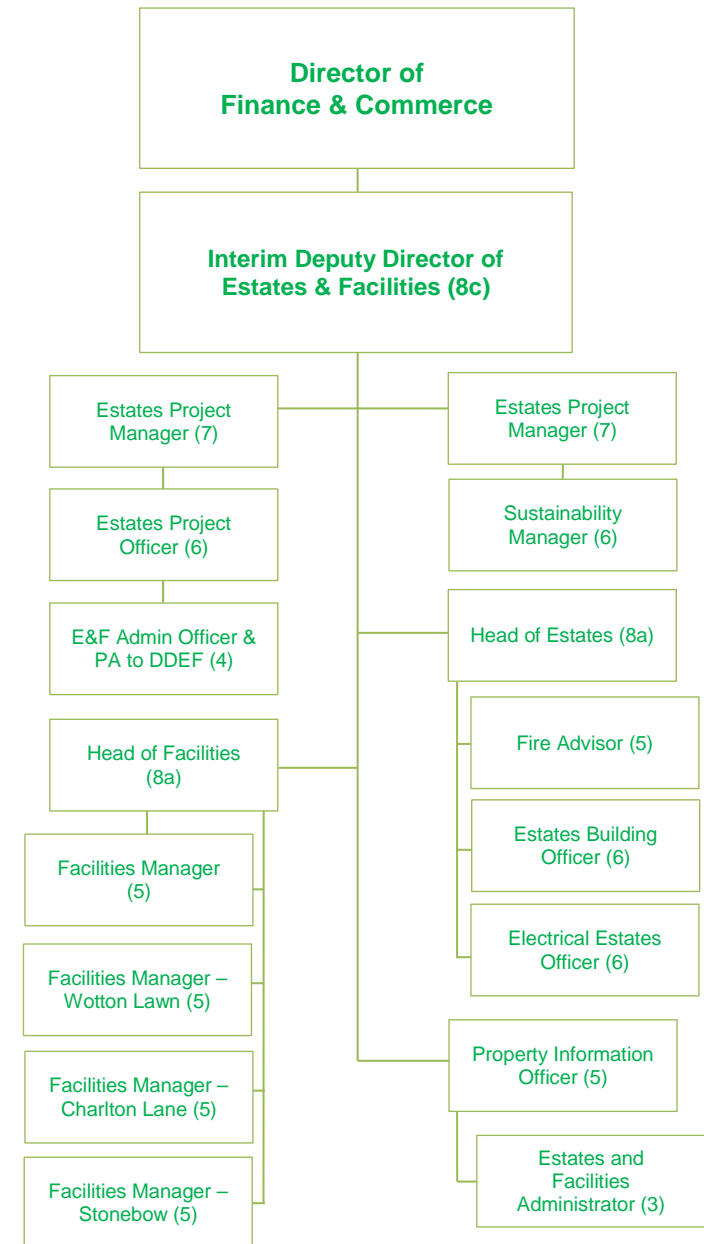 Director of
Finance & Commerce
Interim Deputy Director of
Estates & Facilities (8c)
Estates Project
Manager (7)
Estates Project
Manager (7)
Estates Project
Officer (6)
Sustainability
Manager (6)
E&F Admin Officer &
PA to DDEF (4)
Head of Estates (8a)
Head of Facilities
(8a)
Fire Advisor (5)
Facilities Manager
(5)
Estates Building
Officer (6)
Facilities Manager –
Wotton Lawn (5)
Electrical Estates
Officer (6)
Facilities Manager –
Charlton Lane (5)
Property Information
Officer (5)
Facilities Manager –
Stonebow (5)
Estates and
Facilities
Administrator (3)